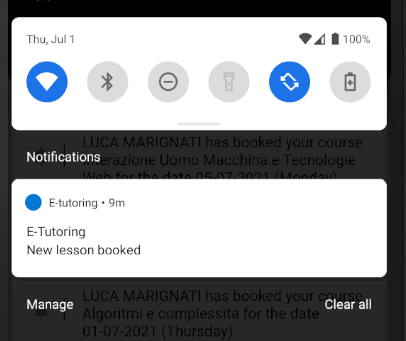 Thu, Jul 1
100%
LUCA MARIGNATI has booked your course
Interazione Uomo Macchina e Tecnologie
Web for the date 05-07-2021 (Monday)
Notifications
E-tutoring • 9m
E-Tutoring
New lesson booked
LUCA MARIGNATI has booked your course
Algoritmi e complessita for the date
01-07-2021 (Thursday)
Manage
Clear all